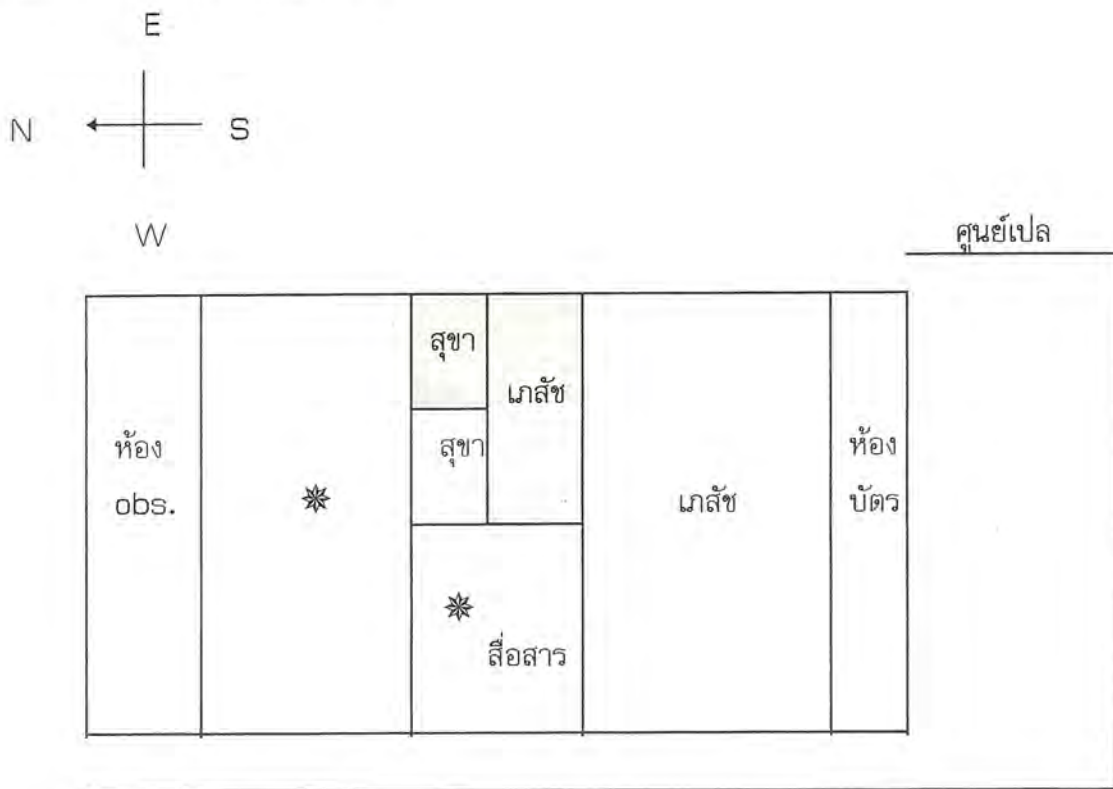 E
N
S
W
ศูนย์เปล
ห้อง
obs.
สุขา
สุขา
เภสัช
สื่อสาร
เภสัช
ห้อง
บัตร